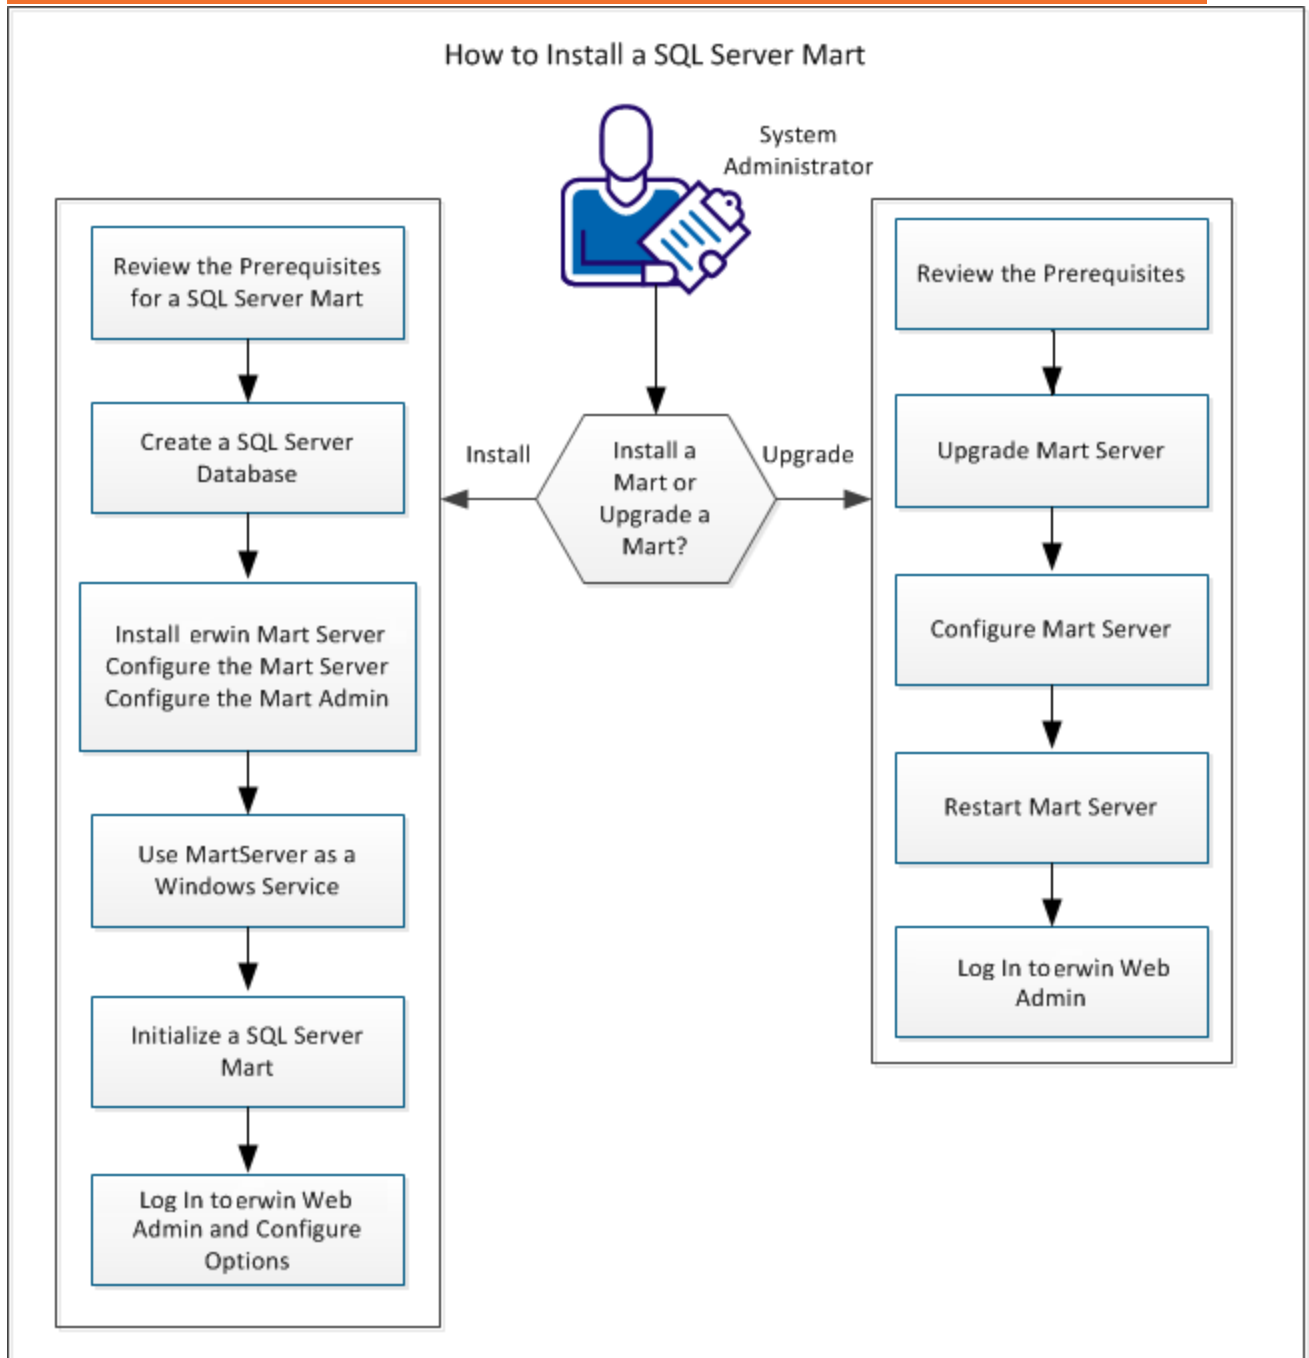 How to Install a SQL Server Mart
System
Administrator
Review the Prerequisites
for a SQL Server Mart
Create a SQL Server
Database
Install erwin Mart Server
Configure the Mart Server
Configure the Mart Admin
Use MartServer as a
Windows Service
Initialize a SQL Server
Mart
Log In to erwin Web
Admin and Configure
Options
Install
Install a
Mart or
Upgrade a
Mart?
Upgrade
Review the Prerequisites
Upgrade Mart Server
Configure Mart Server
Restart Mart Server
Log In to erwin Web
Admin